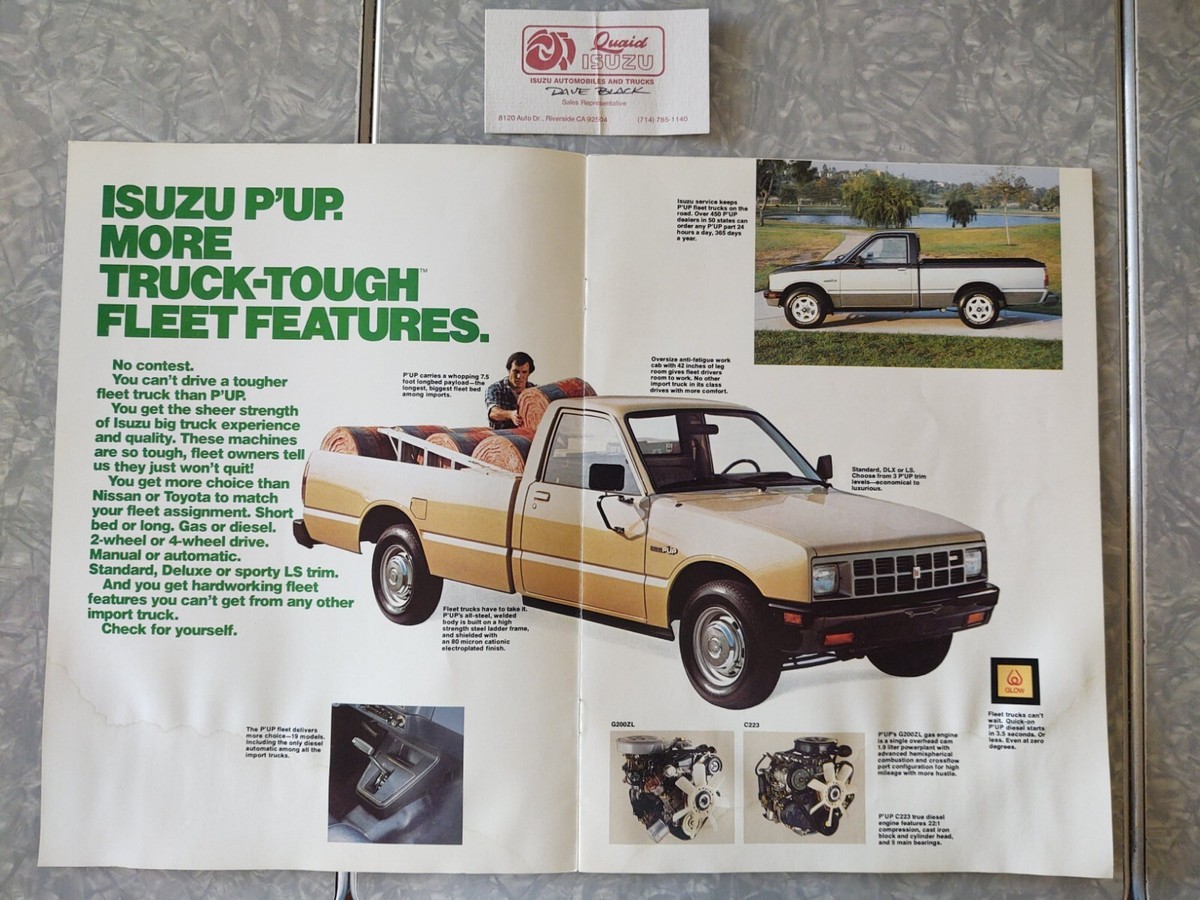 Quaid
ISUZU
ISUZU AUTOMOBILES AND TRUCKS
DAVE BLACK
Sales Representative
8120 Auto Dr., Riverside CA 92504 (714) 785-1140
ISUZU P'UP.
MORE
TRUCK-TOUGH™
FLEET FEATURES.
No contest.
You can't drive a tougher
fleet truck than P'UP.
You get the sheer strength
of Isuzu big truck experience
and quality. These machines
are so tough, fleet owners tell
us they just won't quit!
You get more choice than
Nissan or Toyota to match
your fleet assignment. Short
bed or long. Gas or diesel.
2-wheel or 4-wheel drive.
Manual or automatic.
Standard, Deluxe or sporty LS trim.
And you get hardworking fleet
features you can't get from any other
import truck.
Check for yourself.
P'UP carries a whopping 7.5
foot longbed payload—the
longest, biggest fleet bed
among imports.
Isuzu service keeps
P'UP fleet trucks on the
road. Over 450 P'UP
dealers in 50 states can
order any P'UP part 24
hours a day, 365 days
a year.
Oversize anti-fatigue work
cab with 42 inches of leg
room gives fleet drivers
room to work. No other
import truck in its class
drives with more comfort.
Standard, DLX or LS.
Choose from 3 P'UP trim
levels—economical to
luxurious.
PUP
Fleet trucks have to take it.
P'UP's all-steel, welded
body is built on a high
strength steel ladder frame,
and shielded with
an 80 micron cationic
electroplated finish.
The P'UP fleet delivers
more choice—19 models.
Including the only diesel
automatic among all the
import trucks.
G200ZL
C223
P'UP's G200ZL gas engine
is a single overhead cam
1.9 liter powerplant with
advanced hemispherical
combustion and crossflow
port configuration for high
mileage with more hustle.
P'UP C223 true diesel
engine features 22:1
compression, cast iron
block and cylinder head,
and 5 main bearings.
GLOW
Fleet trucks can't
wait. Quick-on
P'UP diesel starts
in 3.5 seconds. Or
less. Even at zero
degrees.